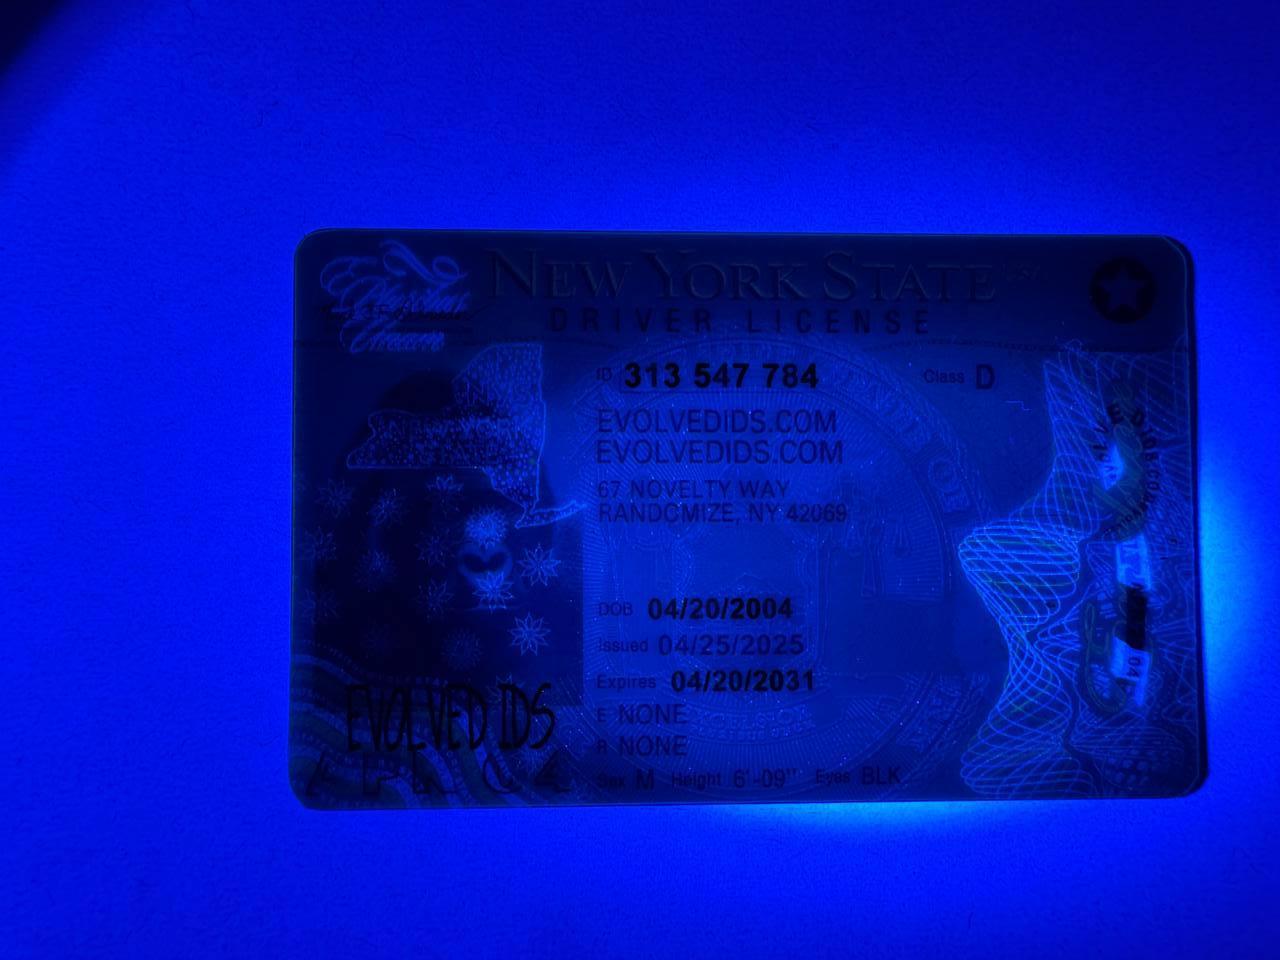 NEW YORK STATE
DRIVER LICENSE
ID 313 547 784
Class D
EVOLVEDIDS.COM
EVOLVEDIDS.COM
67 NOVELTY WAY
RANDOMIZE, NY 42069
DOB 04/20/2004
Issued 04/25/2025
Expires 04/20/2031
E NONE
R NONE
Sex M Height 6'-09" Eyes BLK
EVOLVED IDS